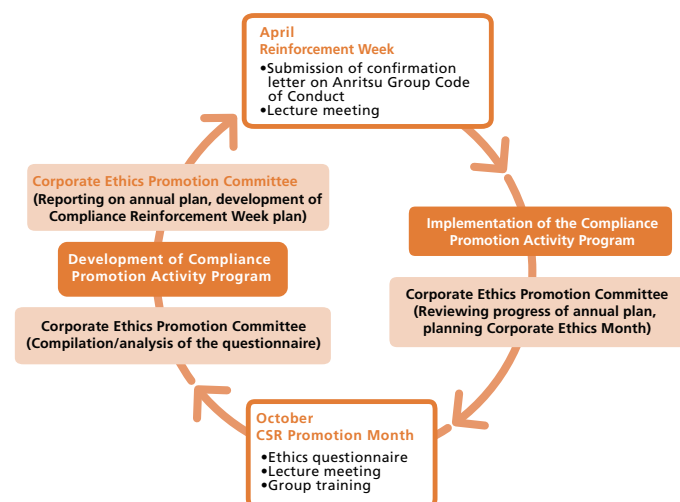 April
Reinforcement Week
•Submission of confirmation
letter on Anritsu Group Code
of Conduct
•Lecture meeting
Implementation of the Compliance
Promotion Activity Program
Corporate Ethics Promotion Committee
(Reviewing progress of annual plan,
planning Corporate Ethics Month)
October
CSR Promotion Month
•Ethics questionnaire
•Lecture meeting
•Group training
Corporate Ethics Promotion Committee
(Compilation/analysis of the questionnaire)
Development of Compliance
Promotion Activity Program
Corporate Ethics Promotion Committee
(Reporting on annual plan, development of
Compliance Reinforcement Week plan)